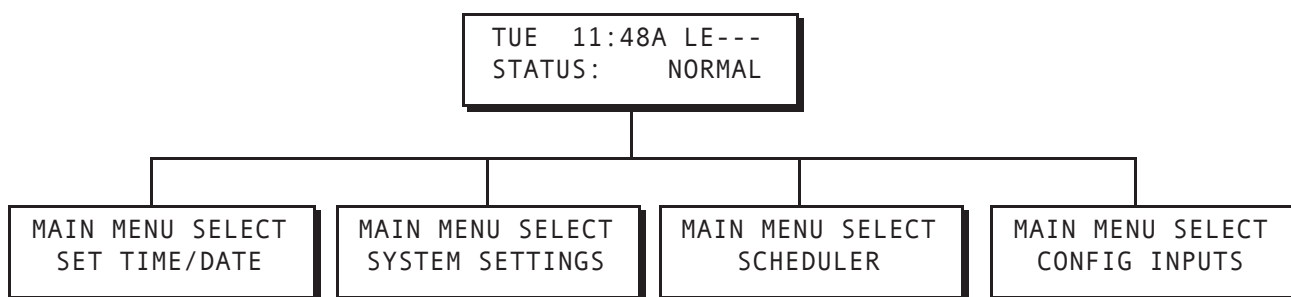 TUE 11:48A LE---
STATUS: NORMAL
MAIN MENU SELECT
SET TIME/DATE
MAIN MENU SELECT
SYSTEM SETTINGS
MAIN MENU SELECT
SCHEDULER
MAIN MENU SELECT
CONFIG INPUTS